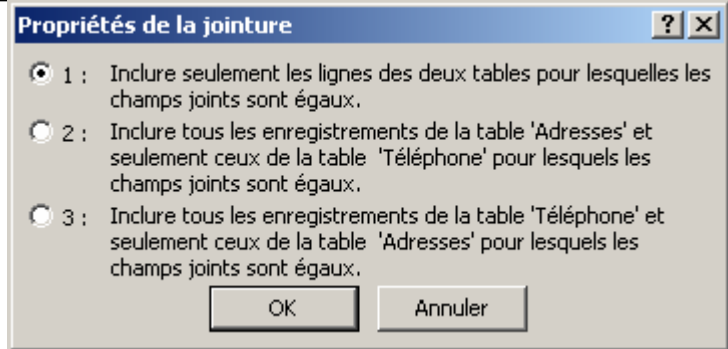 Propriétés de la jointure
1 : Inclure seulement les lignes des deux tables pour lesquelles les
champs joints sont égaux.
2 : Inclure tous les enregistrements de la table 'Adresses' et
seulement ceux de la table 'Téléphone' pour lesquels les
champs joints sont égaux.
3 : Inclure tous les enregistrements de la table 'Téléphone' et
seulement ceux de la table 'Adresses' pour lesquels les
champs joints sont égaux.
OK Annuler